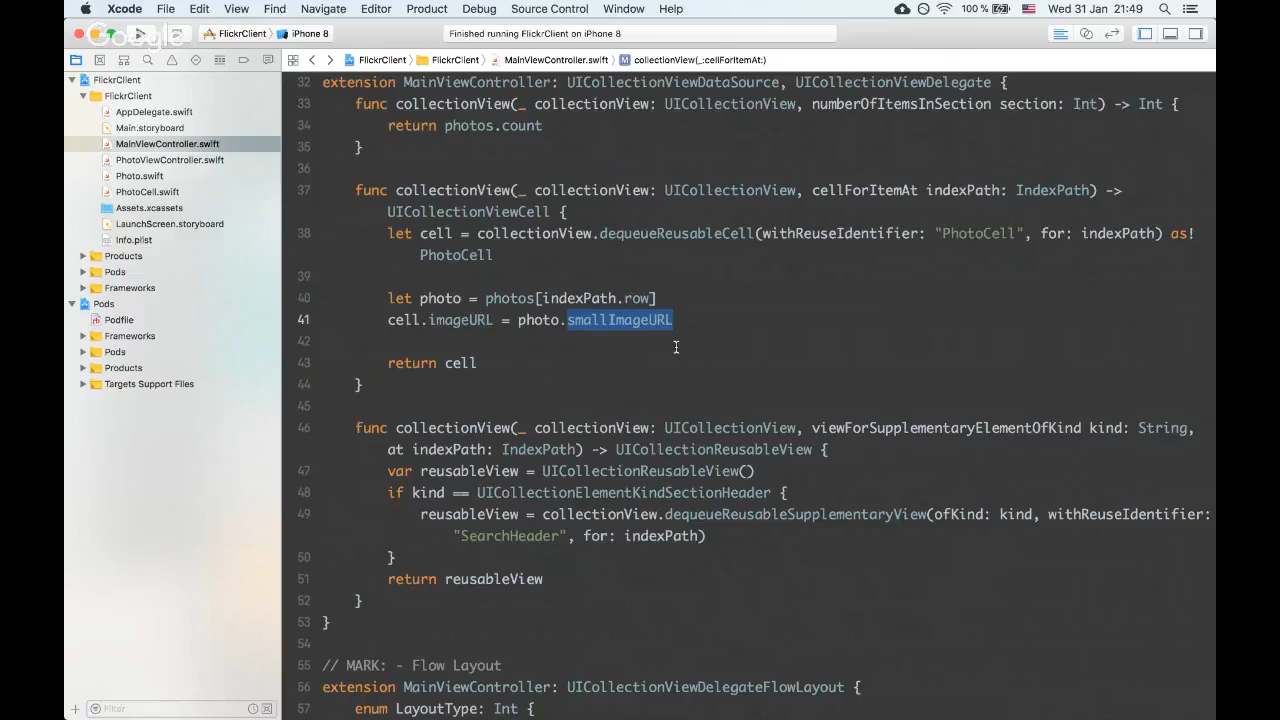 Xcode File Edit View Find Navigate Editor Product Debug Source Control Window Help 100 % Wed 31 Jan 21:49
Google
FlickrClient iPhone 8 Finished running FlickrClient on iPhone 8
FlickrClient FlickrClient MainViewController.swift M collectionView(_:cellForItemAt:)
FlickrClient
FlickrClient
AppDelegate.swift
Main.storyboard
MainViewController.swift
PhotoViewController.swift
Photo.swift
PhotoCell.swift
Assets.xcassets
LaunchScreen.storyboard
Info.plist
Products
Pods
Frameworks
Pods
Podfile
Frameworks
Pods
Products
Targets Support Files
Filter
32 extension MainViewController: UICollectionViewDataSource, UICollectionViewDelegate {
33 func collectionView(_ collectionView: UICollectionView, numberOfItemsInSection section: Int) -> Int {
34 return photos.count
35 }
36
37 func collectionView(_ collectionView: UICollectionView, cellForItemAt indexPath: IndexPath) ->
UICollectionViewCell {
38 let cell = collectionView.dequeueReusableCell(withReuseIdentifier: "PhotoCell", for: indexPath) as!
PhotoCell
39
40 let photo = photos[indexPath.row]
41 cell.imageURL = photo.smallImageURL
42
43 return cell
44 }
45
46 func collectionView(_ collectionView: UICollectionView, viewForSupplementaryElementOfKind kind: String,
at indexPath: IndexPath) -> UICollectionReusableView {
47 var reusableView = UICollectionReusableView()
48 if kind == UICollectionElementKindSectionHeader {
49 reusableView = collectionView.dequeueReusableSupplementaryView(ofKind: kind, withReuseIdentifier:
"SearchHeader", for: indexPath)
50 }
51 return reusableView
52 }
53 }
54
55 // MARK: - Flow Layout
56 extension MainViewController: UICollectionViewDelegateFlowLayout {
57 enum LayoutType: Int {